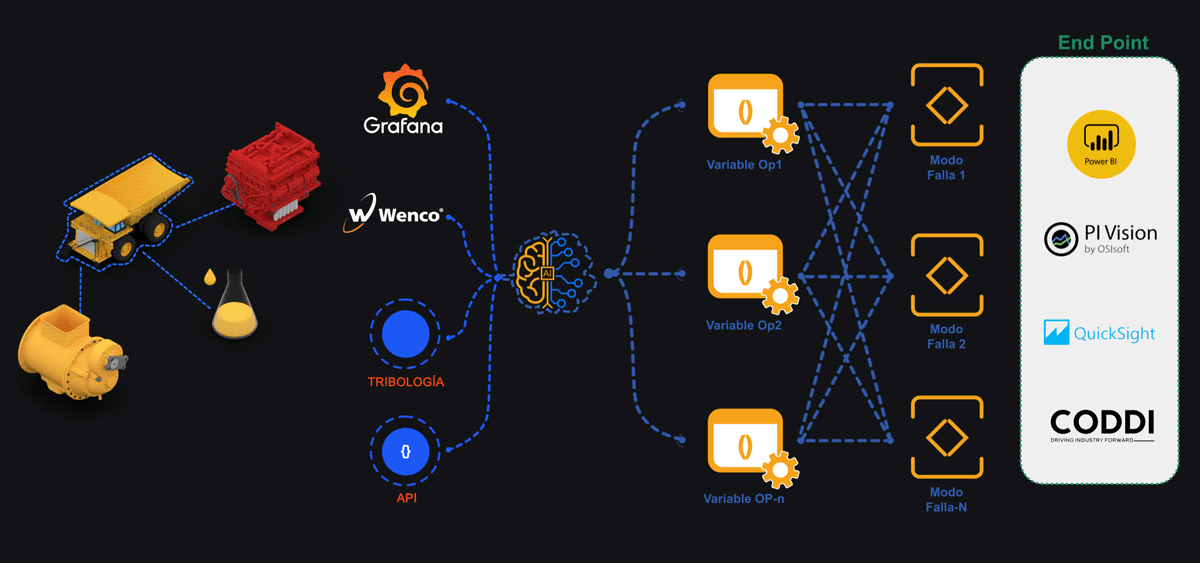 Grafana
Wenco®
TRIBOLOGÍA
{}
API
AI
()
Variable Op1
()
Variable Op2
()
Variable OP-n
Modo
Falla 1
Modo
Falla 2
Modo
Falla-N
End Point
Power BI
PI Vision
by OSIsoft
QuickSight
CODDI
DRIVING INDUSTRY FORWARD